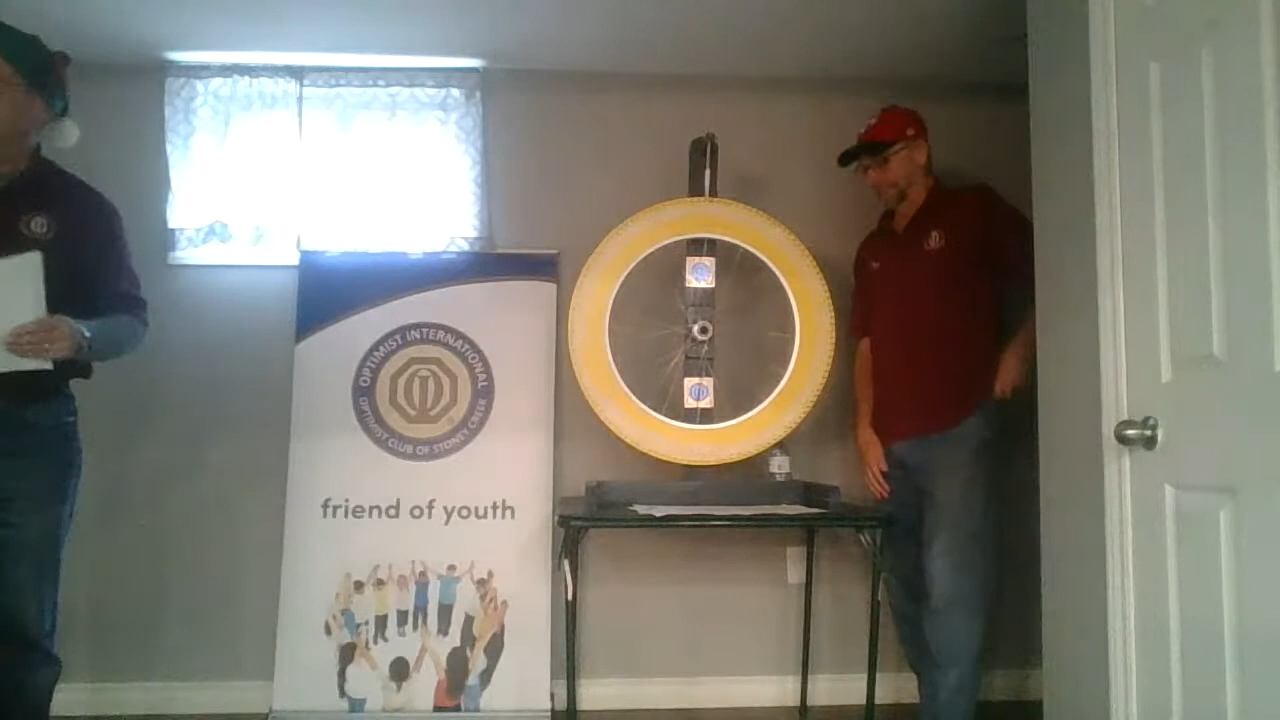 OPTIMIST INTERNATIONAL
OPTIMIST CLUB OF STONEY CREEK
friend of youth